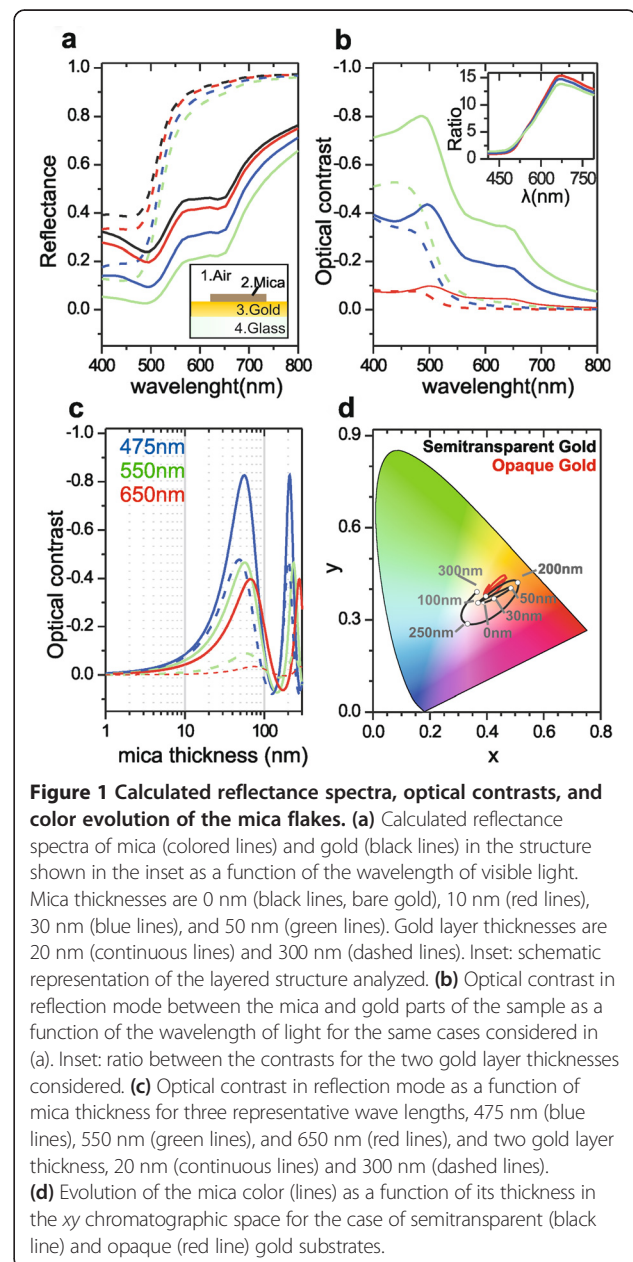 a
Reflectance
1.0
0.8
0.6
0.4
0.2
0.0
1.Air
2.Mica
3.Gold
4.Glass
400 500 600 700 800
wavelenght(nm)
b
Optical contrast
-1.0
-0.8
-0.6
-0.4
-0.2
0.0
Ratio
15
10
5
0
450 600 750
λ(nm)
400 500 600 700 800
wavelenght(nm)
c
Optical contrast
-1.0
-0.8
-0.6
-0.4
-0.2
0.0
475nm
550nm
650nm
1 10 100
mica thickness (nm)
d
y
0.9
0.6
0.3
0.0
Semitransparent Gold
Opaque Gold
300nm
200nm
100nm
50nm
30nm
250nm
0nm
0.0 0.2 0.4 0.6 0.8
x
Figure 1 Calculated reflectance spectra, optical contrasts, and
color evolution of the mica flakes. (a) Calculated reflectance
spectra of mica (colored lines) and gold (black lines) in the structure
shown in the inset as a function of the wavelength of visible light.
Mica thicknesses are 0 nm (black lines, bare gold), 10 nm (red lines),
30 nm (blue lines), and 50 nm (green lines). Gold layer thicknesses are
20 nm (continuous lines) and 300 nm (dashed lines). Inset: schematic
representation of the layered structure analyzed. (b) Optical contrast in
reflection mode between the mica and gold parts of the sample as a
function of the wavelength of light for the same cases considered in
(a). Inset: ratio between the contrasts for the two gold layer thicknesses
considered. (c) Optical contrast in reflection mode as a function of
mica thickness for three representative wave lengths, 475 nm (blue
lines), 550 nm (green lines), and 650 nm (red lines), and two gold layer
thickness, 20 nm (continuous lines) and 300 nm (dashed lines).
(d) Evolution of the mica color (lines) as a function of its thickness in
the xy chromatographic space for the case of semitransparent (black
line) and opaque (red line) gold substrates.